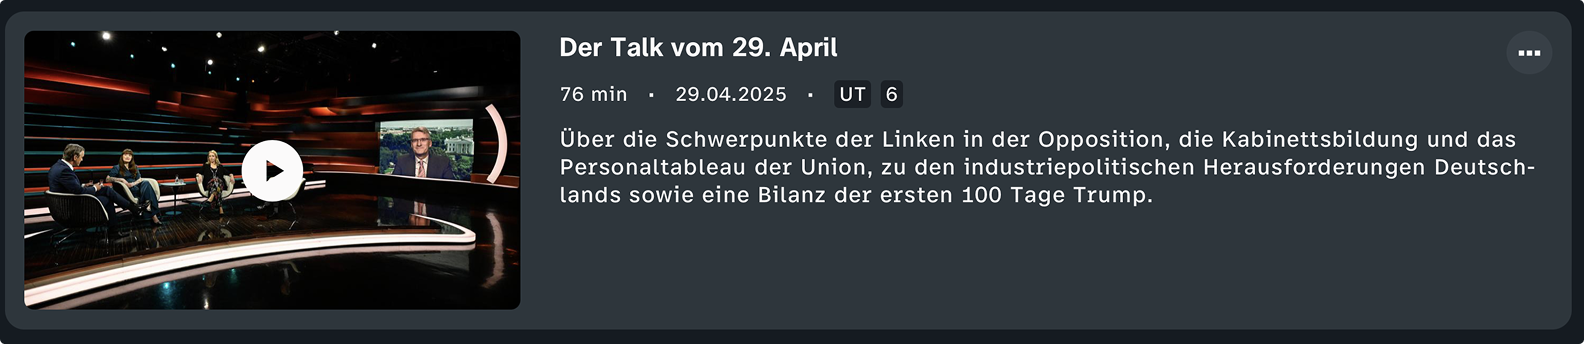 Der Talk vom 29. April
76 min · 29.04.2025 · UT 6
Über die Schwerpunkte der Linken in der Opposition, die Kabinettsbildung und das
Personaltableau der Union, zu den industriepolitischen Herausforderungen Deutsch-
lands sowie eine Bilanz der ersten 100 Tage Trump.